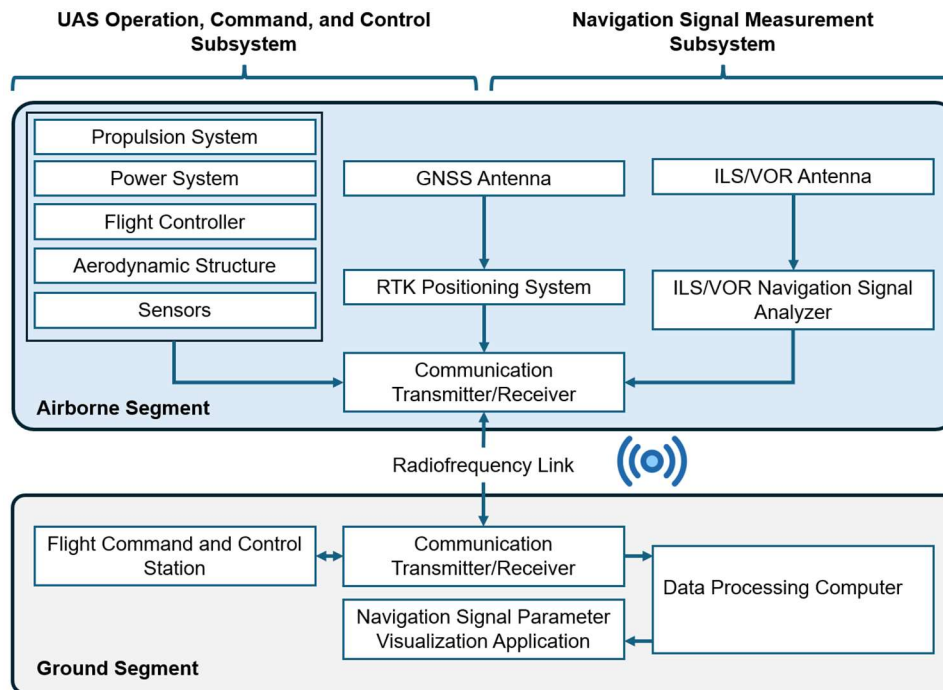 UAS Operation, Command, and Control
Subsystem
Navigation Signal Measurement
Subsystem
Propulsion System
Power System
Flight Controller
Aerodynamic Structure
Sensors
GNSS Antenna
RTK Positioning System
ILS/VOR Antenna
ILS/VOR Navigation Signal
Analyzer
Communication
Transmitter/Receiver
Airborne Segment
Radiofrequency Link
Flight Command and Control
Station
Communication
Transmitter/Receiver
Data Processing Computer
Navigation Signal Parameter
Visualization Application
Ground Segment